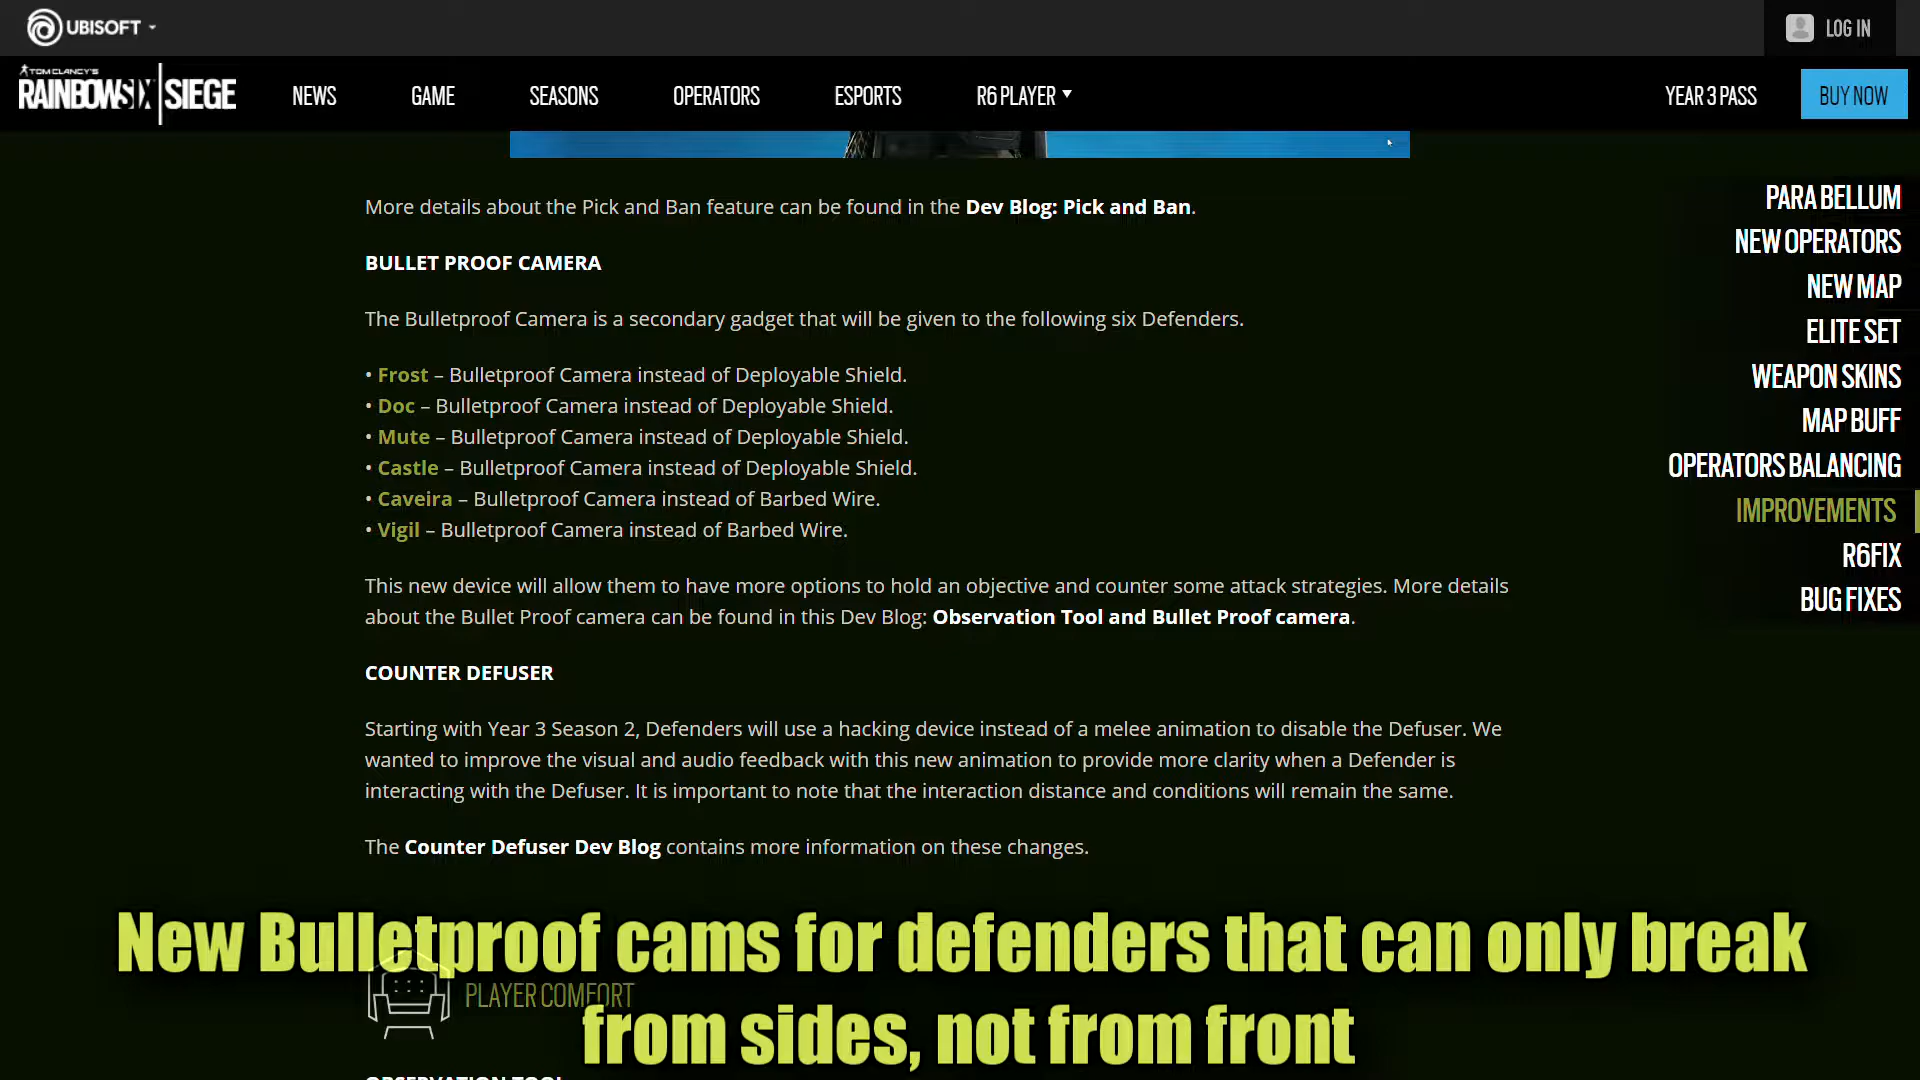 UBISOFT
LOG IN
TOM CLANCY'S
RAINBOWSIX|SIEGE
NEWS
GAME
SEASONS
OPERATORS
ESPORTS
R6 PLAYER
YEAR 3 PASS
BUY NOW
More details about the Pick and Ban feature can be found in the Dev Blog: Pick and Ban.
BULLET PROOF CAMERA
The Bulletproof Camera is a secondary gadget that will be given to the following six Defenders.
• Frost – Bulletproof Camera instead of Deployable Shield.
• Doc – Bulletproof Camera instead of Deployable Shield.
• Mute – Bulletproof Camera instead of Deployable Shield.
• Castle – Bulletproof Camera instead of Deployable Shield.
• Caveira – Bulletproof Camera instead of Barbed Wire.
• Vigil – Bulletproof Camera instead of Barbed Wire.
This new device will allow them to have more options to hold an objective and counter some attack strategies. More details
about the Bullet Proof camera can be found in this Dev Blog: Observation Tool and Bullet Proof camera.
COUNTER DEFUSER
Starting with Year 3 Season 2, Defenders will use a hacking device instead of a melee animation to disable the Defuser. We
wanted to improve the visual and audio feedback with this new animation to provide more clarity when a Defender is
interacting with the Defuser. It is important to note that the interaction distance and conditions will remain the same.
The Counter Defuser Dev Blog contains more information on these changes.
PARA BELLUM
NEW OPERATORS
NEW MAP
ELITE SET
WEAPON SKINS
MAP BUFF
OPERATORS BALANCING
IMPROVEMENTS
R6FIX
BUG FIXES
New Bulletproof cams for defenders that can only break
PLAYER COMFORT
from sides, not from front
OBSERVATION TOOL